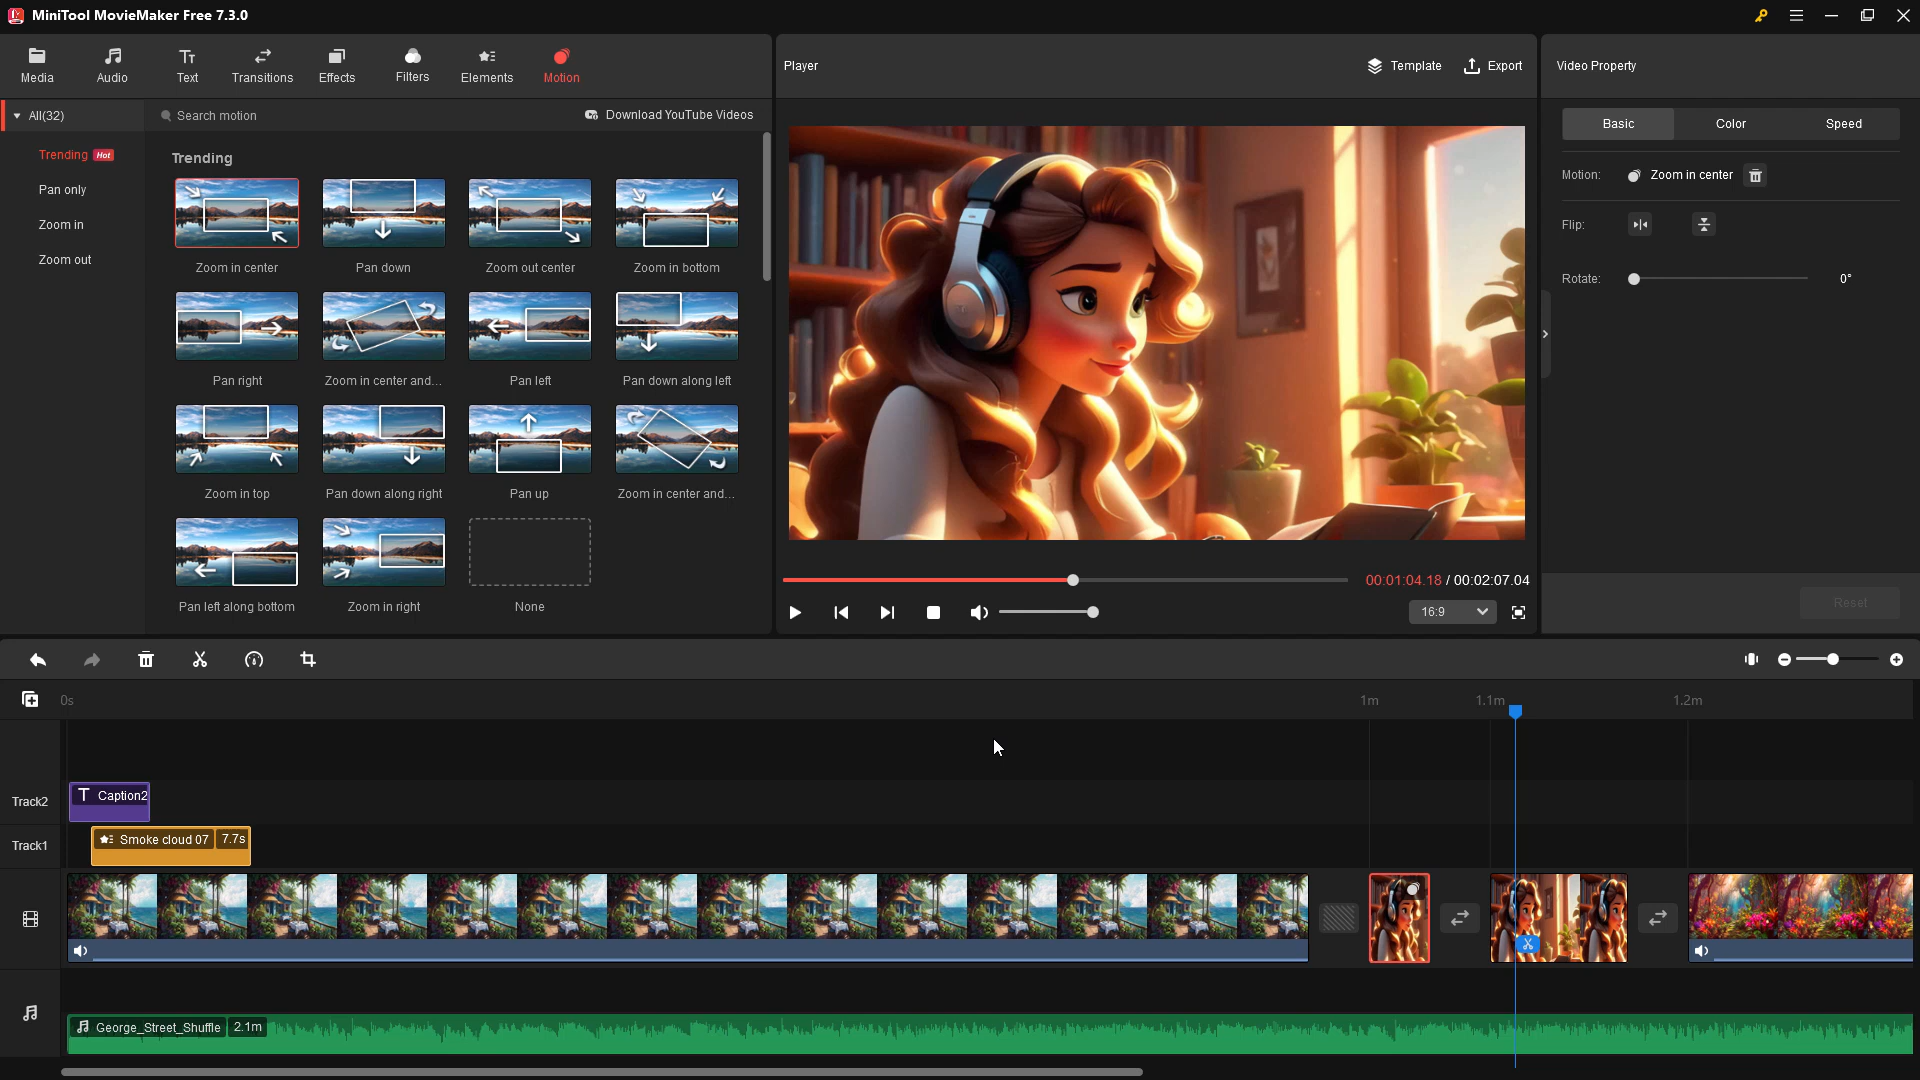 MiniTool MovieMaker Free 7.3.0
Media
Audio
Text
Transitions
Effects
Filters
Elements
Motion
All(32)
Search motion
Download YouTube Videos
Trending Hot
Pan only
Zoom in
Zoom out
Trending
Zoom in center
Pan down
Zoom out center
Zoom in bottom
Pan right
Zoom in center and...
Pan left
Pan down along left
Zoom in top
Pan down along right
Pan up
Zoom in center and...
Pan left along bottom
Zoom in right
None
Player
Template
Export
00:01:04.18 / 00:02:07.04
16:9
Video Property
Basic
Color
Speed
Motion:
Zoom in center
Flip:
Rotate:
0°
Reset
0s
1m
1.1m
1.2m
Track2
Caption2
Track1
Smoke cloud 07
7.7s
George_Street_Shuffle
2.1m